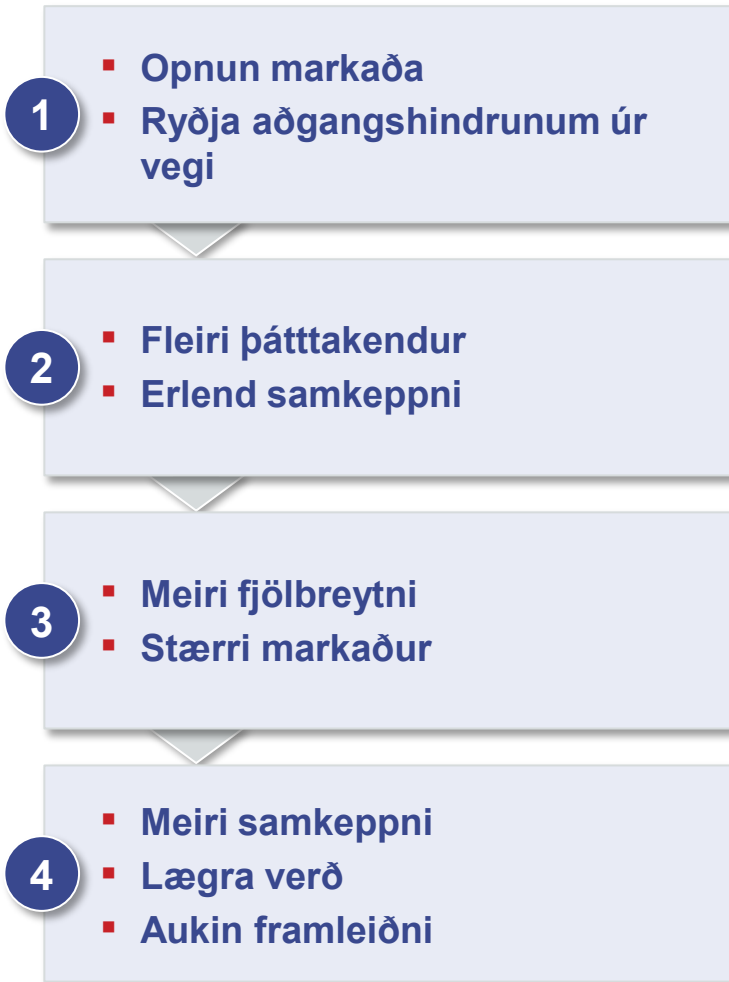 1
▪ Opnun markaða
▪ Ryðja aðgangshindrunum úr
vegi
2
▪ Fleiri þátttakendur
▪ Erlend samkeppni
3
▪ Meiri fjölbreytni
▪ Stærri markaður
4
▪ Meiri samkeppni
▪ Lægra verð
▪ Aukin framleiðni